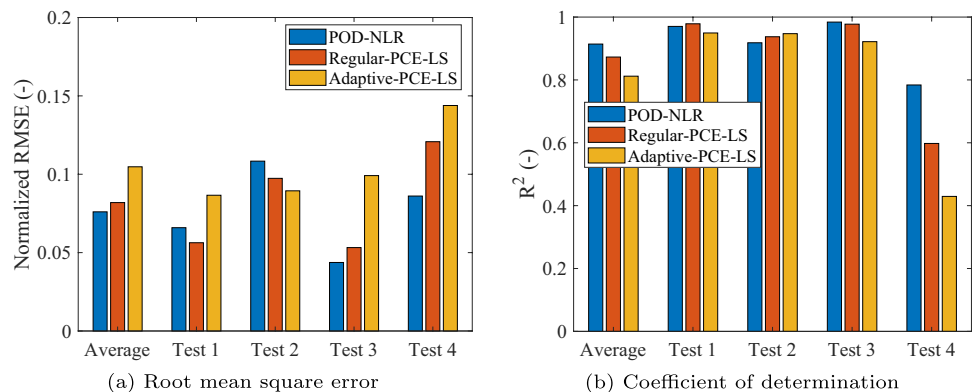 0.2
0.15
0.1
0.05
0
Normalized RMSE (-)
POD-NLR
Regular-PCE-LS
Adaptive-PCE-LS
Average Test 1 Test 2 Test 3 Test 4
(a) Root mean square error
1
0.8
0.6
0.4
0.2
0
R² (-)
POD-NLR
Regular-PCE-LS
Adaptive-PCE-LS
Average Test 1 Test 2 Test 3 Test 4
(b) Coefficient of determination